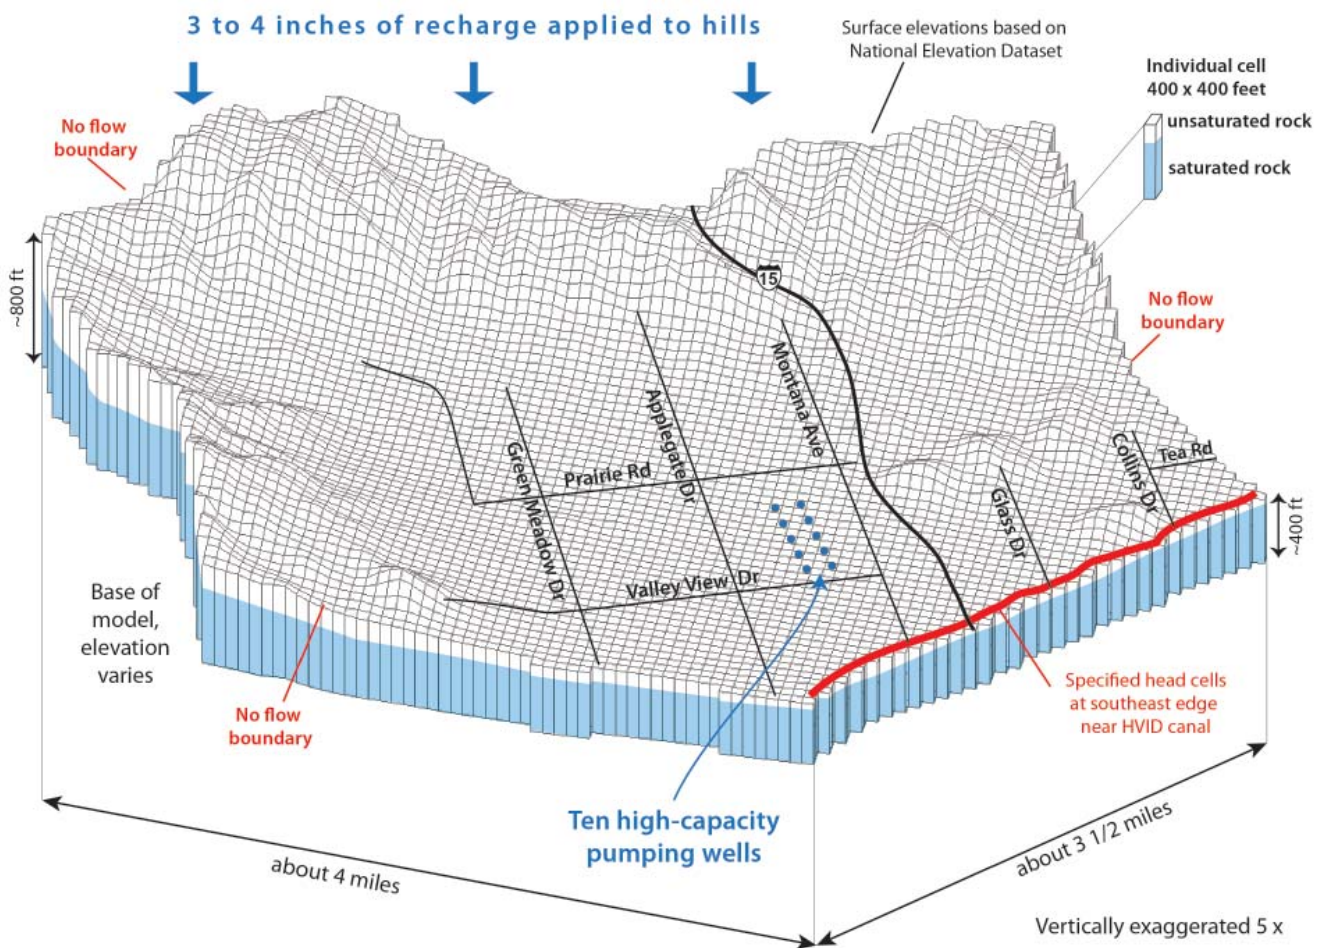 3 to 4 inches of recharge applied to hills
Surface elevations based on
National Elevation Dataset
Individual cell
400 x 400 feet
unsaturated rock
saturated rock
No flow
boundary
~800 ft
15
No flow
boundary
Montana Ave
Applegate Dr
Green Meadow Dr
Prairie Rd
Collins Dr
Tea Rd
Glass Dr
~400 ft
Valley View Dr
Base of
model,
elevation
varies
No flow
boundary
Specified head cells
at southeast edge
near HVID canal
Ten high-capacity
pumping wells
about 4 miles
about 3 1/2 miles
Vertically exaggerated 5 x